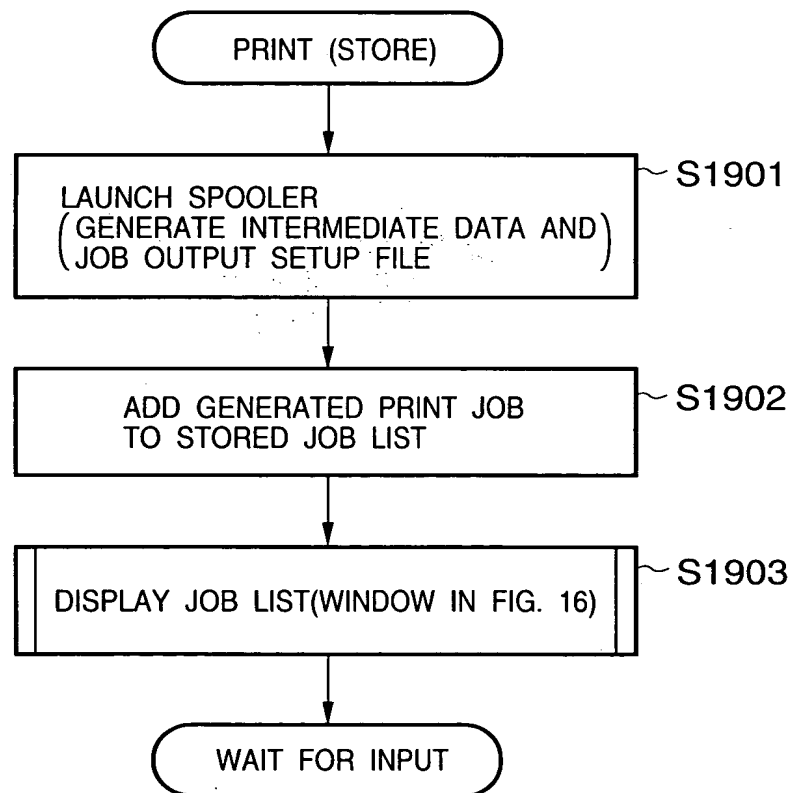 PRINT (STORE)
S1901
LAUNCH SPOOLER
(GENERATE INTERMEDIATE DATA AND
JOB OUTPUT SETUP FILE)
S1902
ADD GENERATED PRINT JOB
TO STORED JOB LIST
S1903
DISPLAY JOB LIST(WINDOW IN FIG. 16)
WAIT FOR INPUT